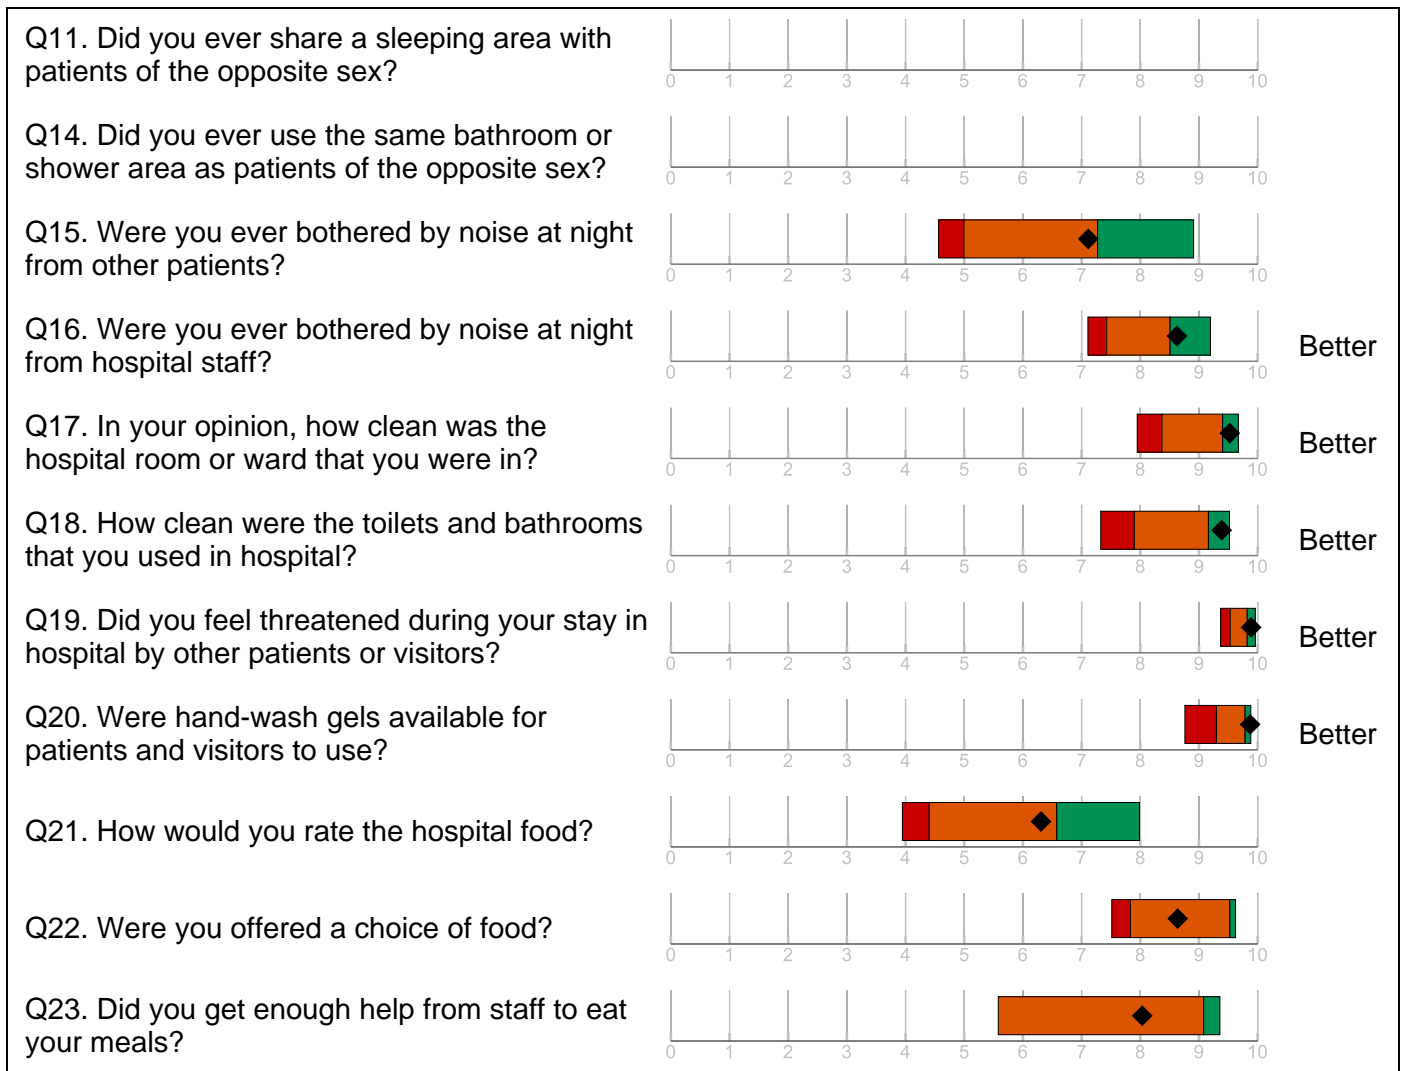 Q11. Did you ever share a sleeping area with
patients of the opposite sex?
0 1 2 3 4 5 6 7 8 9 10
Q14. Did you ever use the same bathroom or
shower area as patients of the opposite sex?
0 1 2 3 4 5 6 7 8 9 10
Q15. Were you ever bothered by noise at night
from other patients?
0 1 2 3 4 5 6 7 8 9 10
Q16. Were you ever bothered by noise at night
from hospital staff?
Better
0 1 2 3 4 5 6 7 8 9 10
Q17. In your opinion, how clean was the
hospital room or ward that you were in?
Better
0 1 2 3 4 5 6 7 8 9 10
Q18. How clean were the toilets and bathrooms
that you used in hospital?
Better
0 1 2 3 4 5 6 7 8 9 10
Q19. Did you feel threatened during your stay in
hospital by other patients or visitors?
Better
0 1 2 3 4 5 6 7 8 9 10
Q20. Were hand-wash gels available for
patients and visitors to use?
Better
0 1 2 3 4 5 6 7 8 9 10
Q21. How would you rate the hospital food?
0 1 2 3 4 5 6 7 8 9 10
Q22. Were you offered a choice of food?
0 1 2 3 4 5 6 7 8 9 10
Q23. Did you get enough help from staff to eat
your meals?
0 1 2 3 4 5 6 7 8 9 10